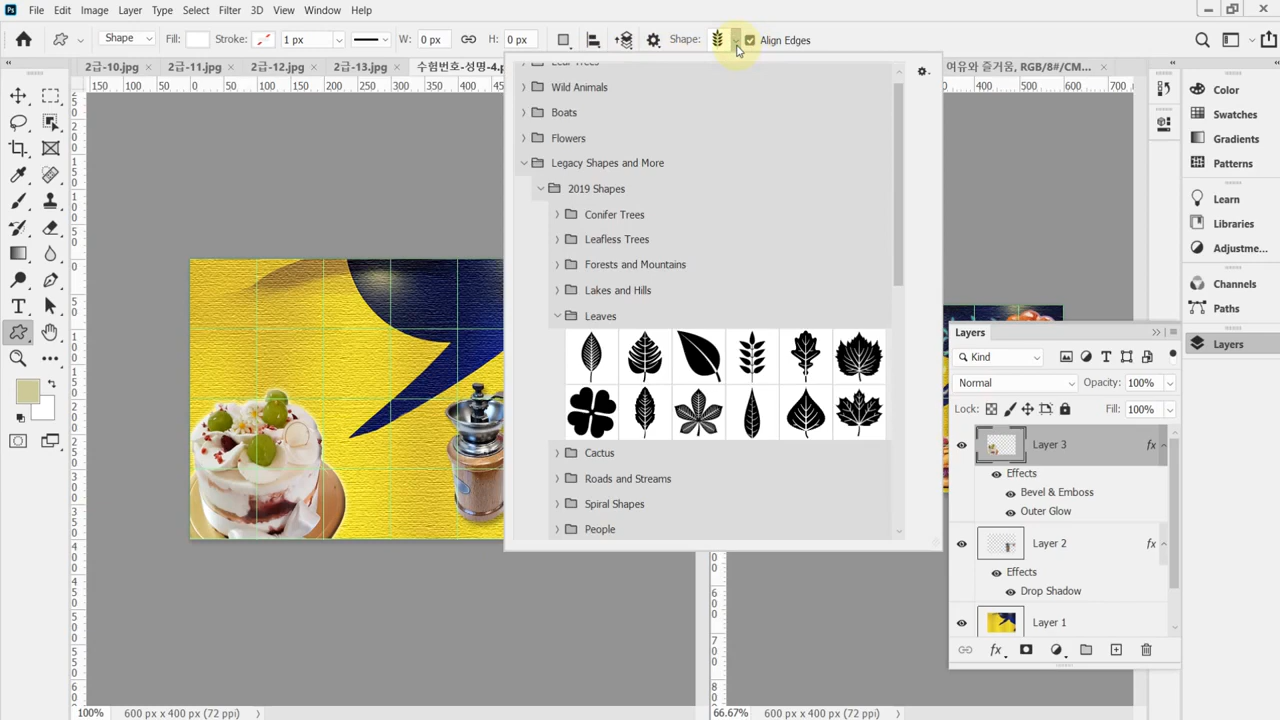 Ps File Edit Image Layer Type Select Filter 3D View Window Help
Shape Fill: Stroke: 1 px W: 0 px H: 0 px Shape: Align Edges
2급-10.jpg × 2급-11.jpg × 2급-12.jpg × 2급-13.jpg × 수험번호-성명-4.p
여유와 즐거움, RGB/8#/CM... ×
150 100 50 0 50 100 150 200 250 300 350 400 450
400 500 600 700
Wild Animals
Boats
Flowers
Legacy Shapes and More
2019 Shapes
Conifer Trees
Leafless Trees
Forests and Mountains
Lakes and Hills
Leaves
Cactus
Roads and Streams
Spiral Shapes
People
Color
Swatches
Gradients
Patterns
Learn
Libraries
Adjustme...
Channels
Paths
Layers
Layers
Kind
Normal Opacity: 100%
Lock: Fill: 100%
Layer 3 fx
Effects
Bevel & Emboss
Outer Glow
Layer 2 fx
Effects
Drop Shadow
Layer 1
fx
100% 600 px x 400 px (72 ppi)
66.67% 600 px x 400 px (72 ppi)